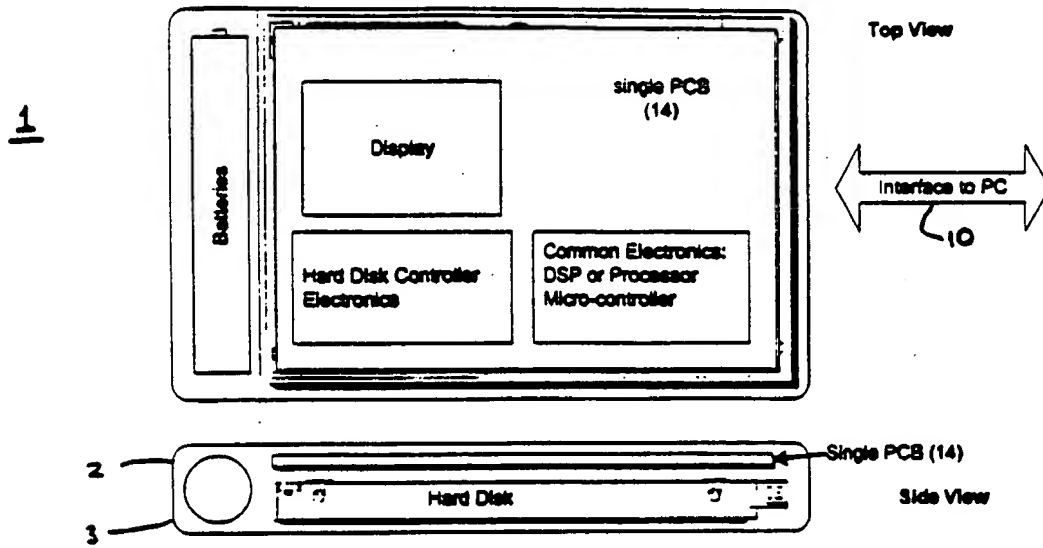 Top View
1
single PCB
(14)
Display
Batteries
Interface to PC
10
Hard Disk Controller
Electronics
Common Electronics:
DSP or Processor
Micro-controller
2
Single PCB (14)
Hard Disk
Side View
3